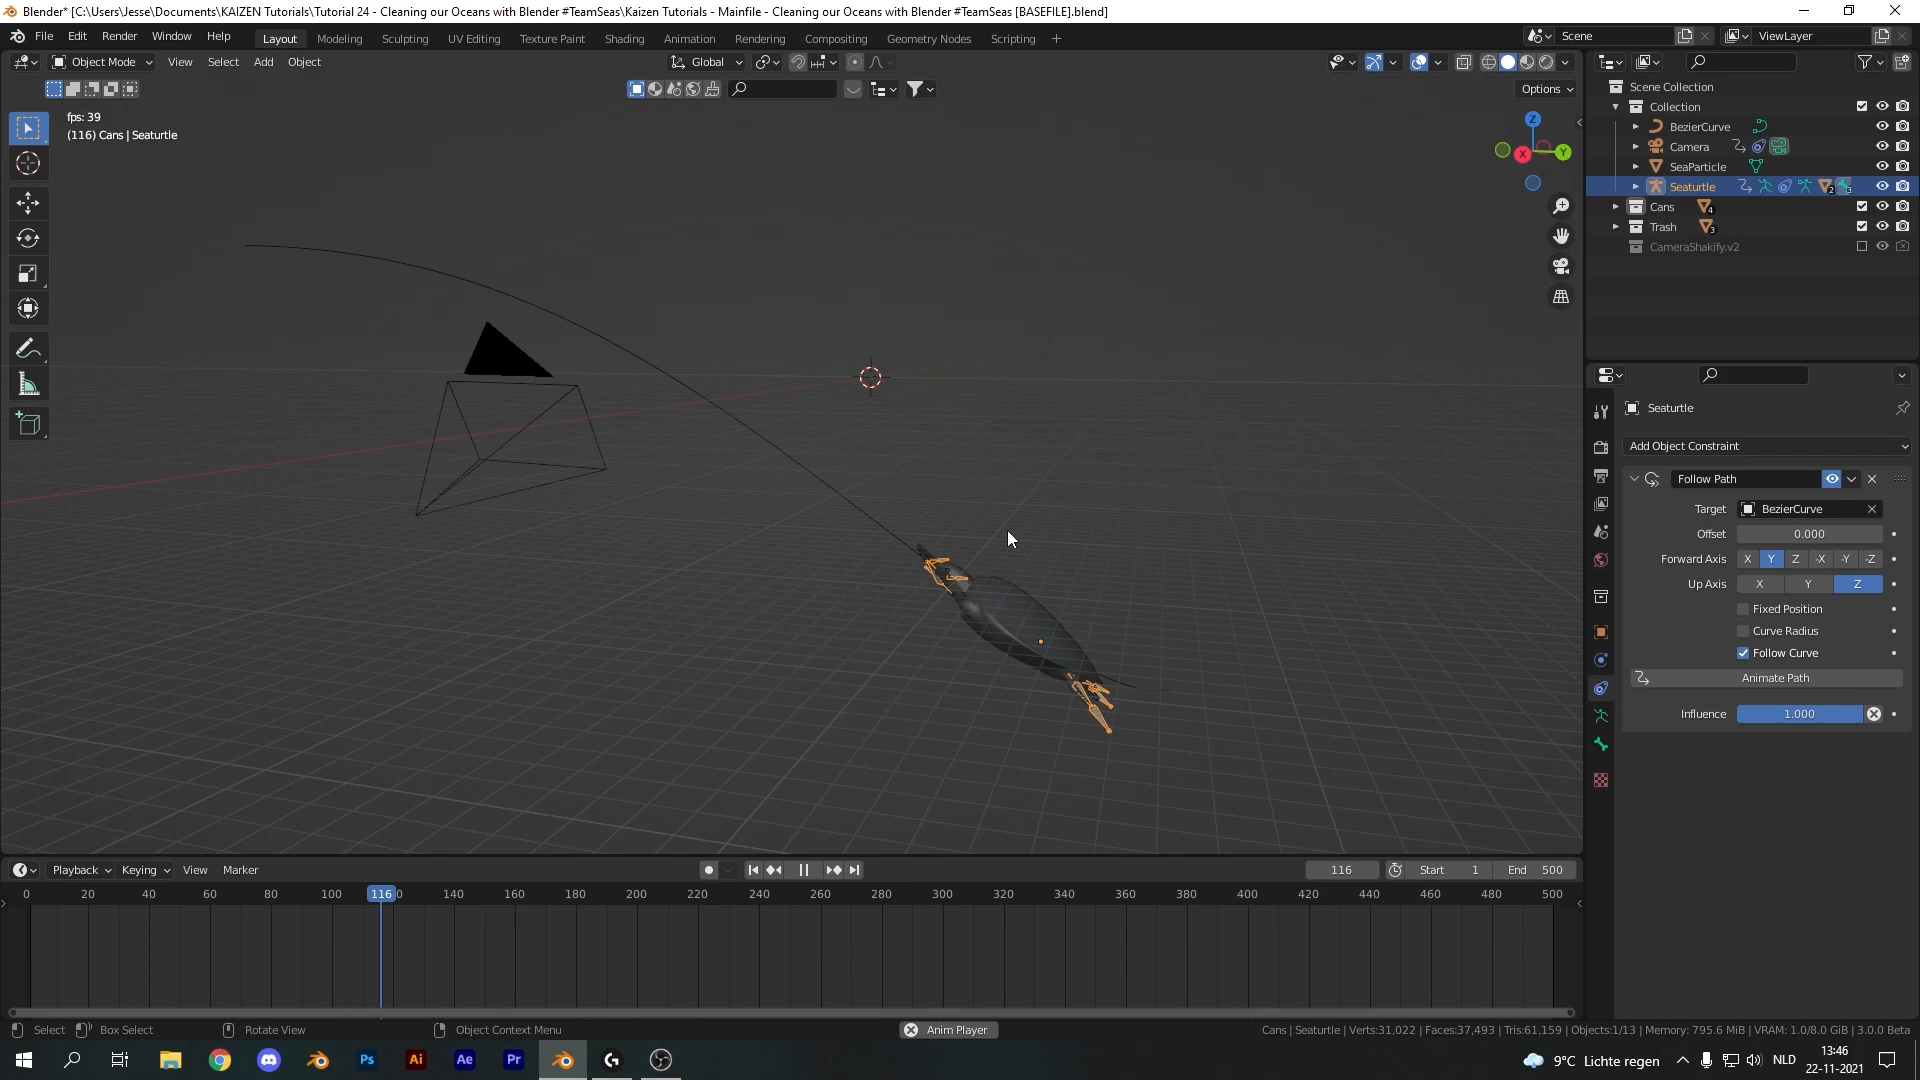 Blender* [C:\Users\Jesse\Documents\KAIZEN Tutorials\Tutorial 24 - Cleaning our Oceans with Blender #TeamSeas\Kaizen Tutorials - Mainfile - Cleaning our Oceans with Blender #TeamSeas [BASEFILE].blend]
File Edit Render Window Help Layout Modeling Sculpting UV Editing Texture Paint Shading Animation Rendering Compositing Geometry Nodes Scripting + Scene ViewLayer
Object Mode View Select Add Object Global
Options
fps: 39
(116) Cans | Seaturtle
Z
X
Y
Scene Collection
Collection
BezierCurve
Camera
SeaParticle
Seaturtle 2 3
Cans 4
Trash 3
CameraShakify.v2
Seaturtle
Add Object Constraint
Follow Path
Target BezierCurve
Offset 0.000
Forward Axis X Y Z -X -Y -Z
Up Axis X Y Z
Fixed Position
Curve Radius
Follow Curve
Animate Path
Influence 1.000
Playback Keying View Marker 116 Start 1 End 500
0 20 40 60 80 100 116 0 140 160 180 200 220 240 260 280 300 320 340 360 380 400 420 440 460 480 500
Select Box Select Rotate View Object Context Menu Anim Player Cans | Seaturtle | Verts:31,022 | Faces:37,493 | Tris:61,159 | Objects:1/13 | Memory: 795.6 MiB | VRAM: 1.0/8.0 GiB | 3.0.0 Beta
Ps Ai Ae Pr 9°C Lichte regen NLD 13:46
22-11-2021